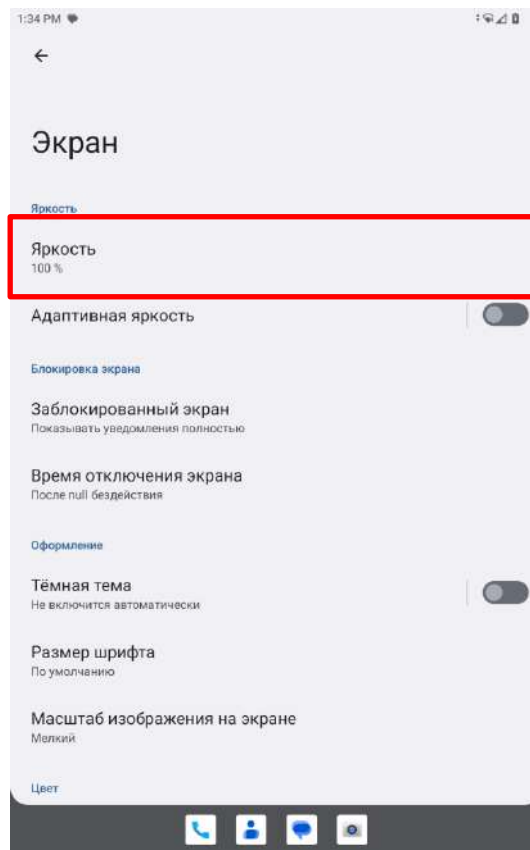 1:34 PM
Экран
Яркость
Яркость
100 %
Адаптивная яркость
Блокировка экрана
Заблокированный экран
Показывать уведомления полностью
Время отключения экрана
После null бездействия
Оформление
Тёмная тема
Не включится автоматически
Размер шрифта
По умолчанию
Масштаб изображения на экране
Мелкий
Цвет